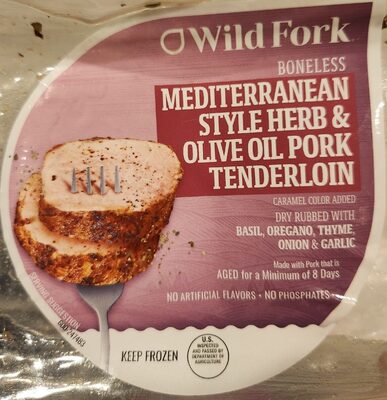 Wild Fork
BONELESS
MEDITERRANEAN
STYLE HERB &
OLIVE OIL PORK
TENDERLOIN
CARAMEL COLOR ADDED
DRY RUBBED WITH
BASIL, OREGANO, THYME,
ONION & GARLIC
Made with Pork that is
AGED for a Minimum of 8 Days
NO ARTIFICIAL FLAVORS • NO PHOSPHATES
SERVING SUGGESTION
KEEP FROZEN
U.S.
INSPECTED
AND PASSED BY
DEPARTMENT OF
AGRICULTURE